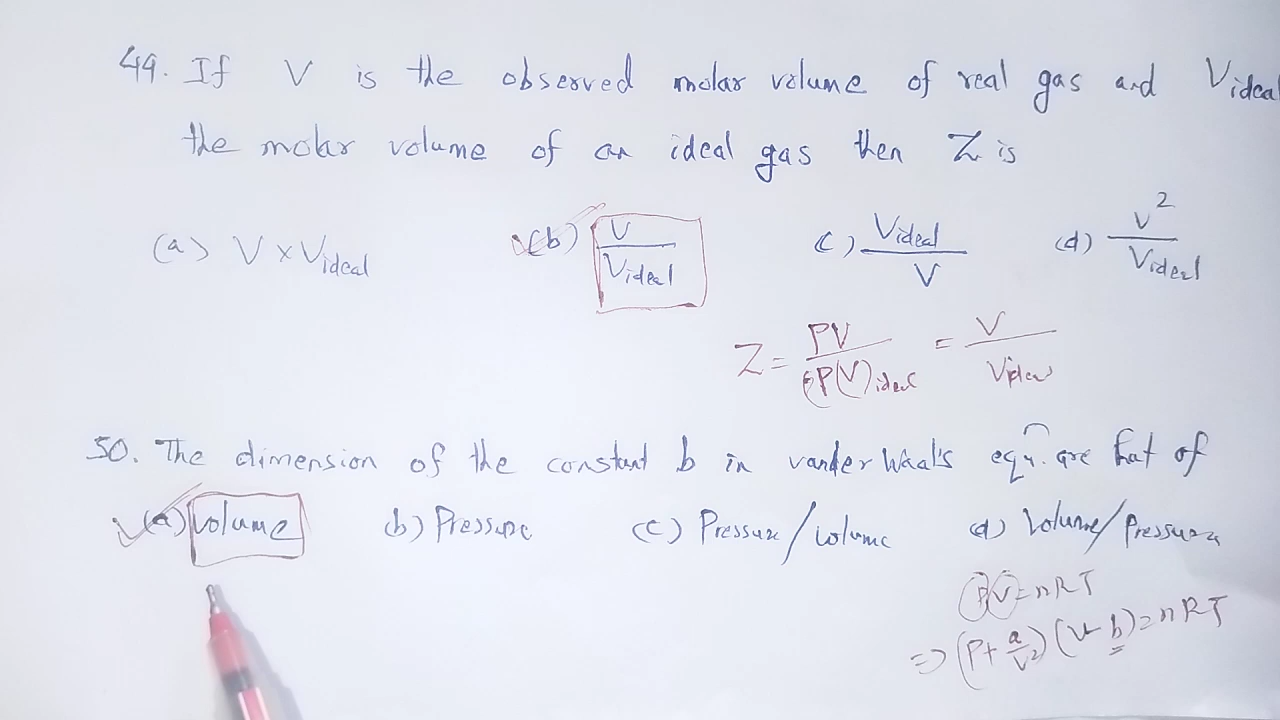 49. If V is the observed molar volume of real gas and Videal
the molar volume of an ideal gas then Z is
(a) V × Videal (b) V/Videal (c) Videal/V (d) V²/Videal
Z = PV/P(V)ideal = V/Videal
50. The dimension of the constant b in vander Waal's equn. are that of
(a) Volume (b) Pressure (c) Pressure/volume (d) Volume/pressure
PV = nRT
⇒ (P + a/V²) (V - b) = nRT